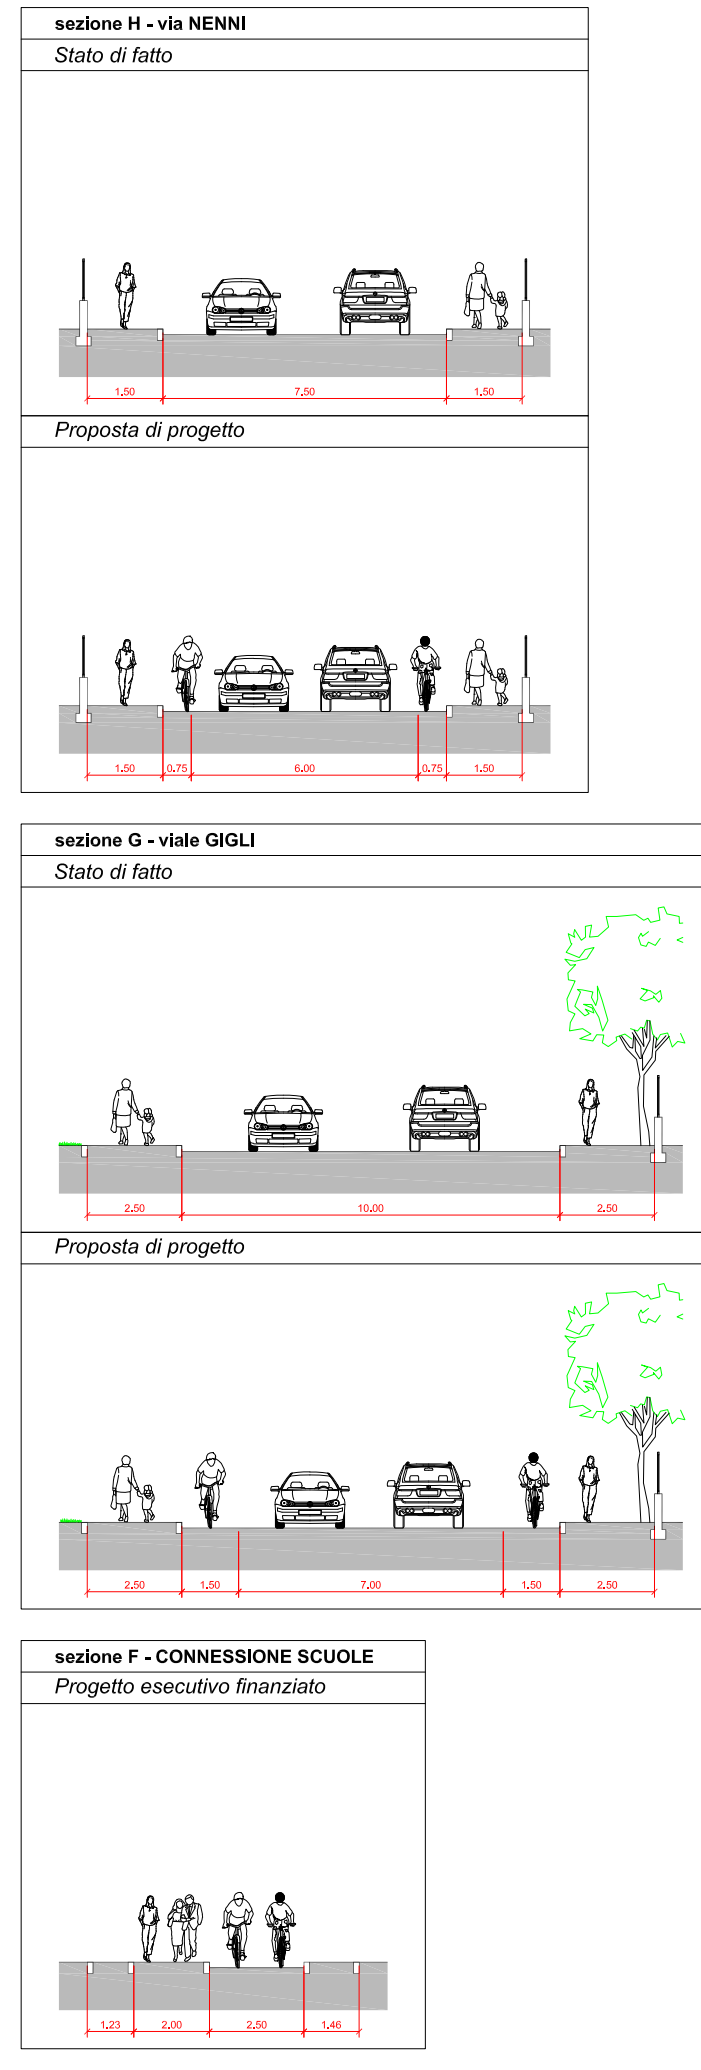 sezione H - via NENNI
Stato di fatto
1.50 7.50 1.50
Proposta di progetto
1.50 0.75 6.00 0.75 1.50
sezione G - viale GIGLI
Stato di fatto
2.50 10.00 2.50
Proposta di progetto
2.50 1.50 7.00 1.50 2.50
sezione F - CONNESSIONE SCUOLE
Progetto esecutivo finanziato
1.23 2.00 2.50 1.46